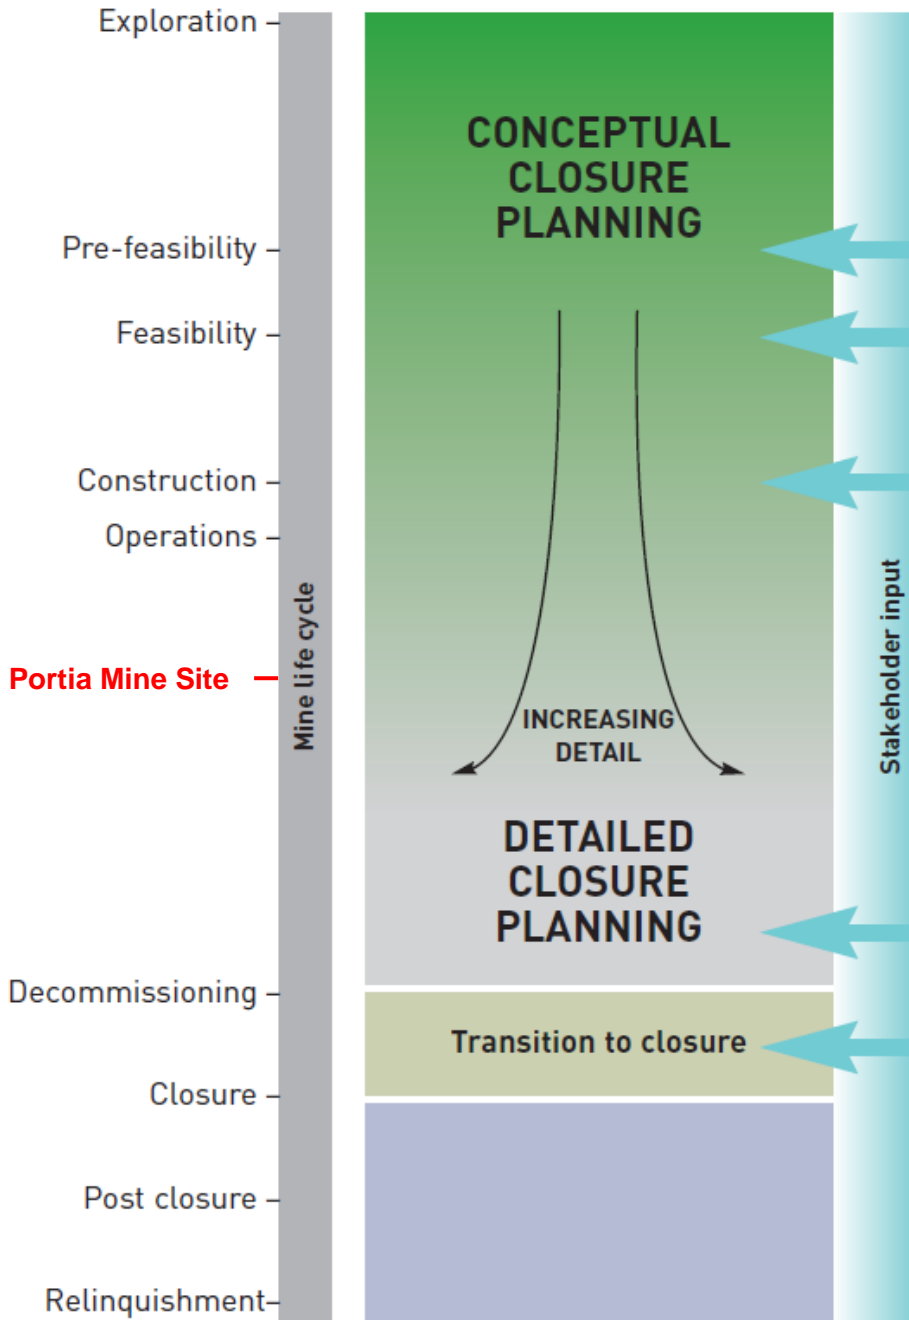 Exploration –
CONCEPTUAL
CLOSURE
PLANNING
Pre-feasibility –
Feasibility –
Construction –
Operations –
Mine life cycle
Stakeholder input
Portia Mine Site –
INCREASING
DETAIL
DETAILED
CLOSURE
PLANNING
Decommissioning –
Transition to closure
Closure –
Post closure –
Relinquishment–